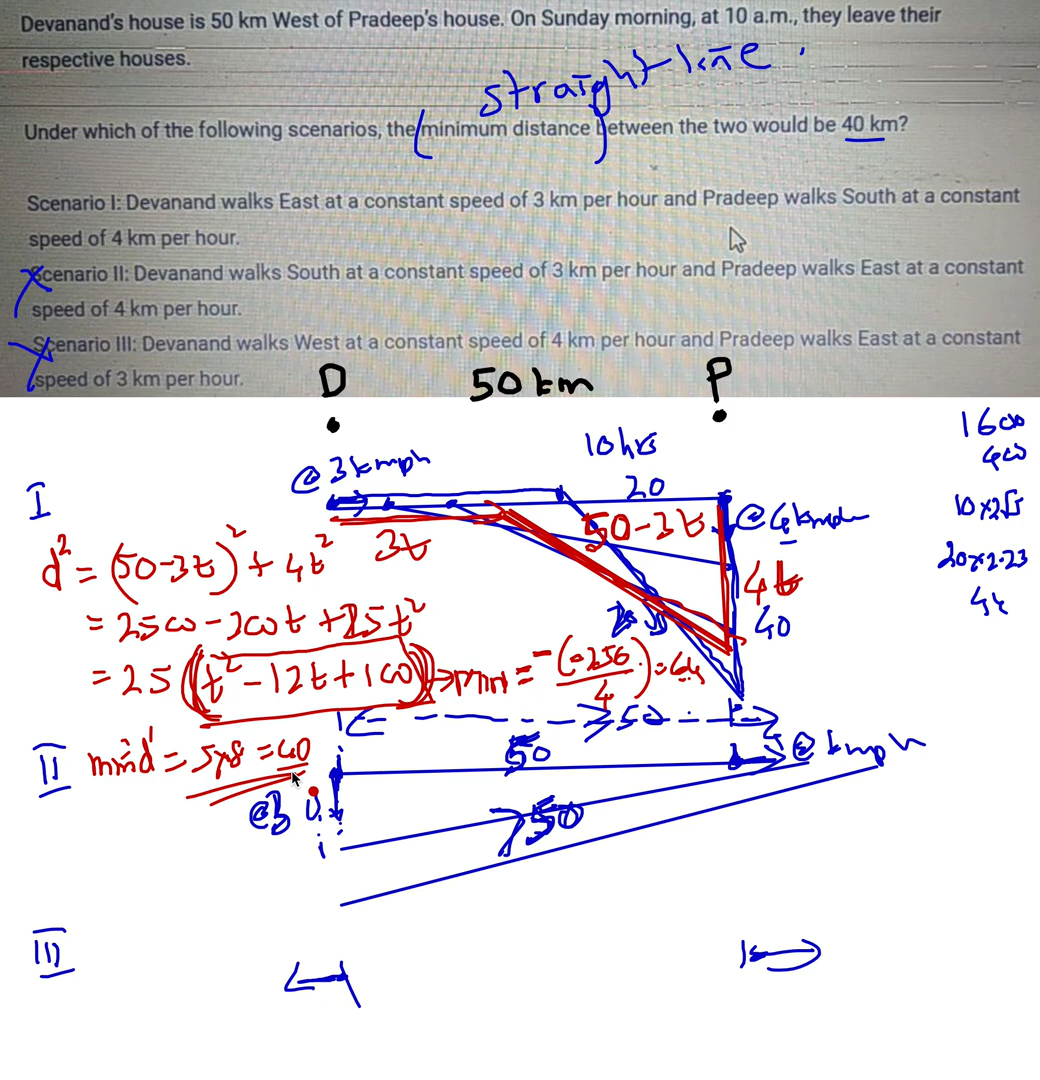 Devanand's house is 50 km West of Pradeep's house. On Sunday morning, at 10 a.m., they leave their
respective houses.
straight line
Under which of the following scenarios, the (minimum distance) between the two would be 40 km?
Scenario I: Devanand walks East at a constant speed of 3 km per hour and Pradeep walks South at a constant
speed of 4 km per hour.
Scenario II: Devanand walks South at a constant speed of 3 km per hour and Pradeep walks East at a constant
speed of 4 km per hour.
Scenario III: Devanand walks West at a constant speed of 4 km per hour and Pradeep walks East at a constant
speed of 3 km per hour.
D 50 km P
1600
400
10 hrs
@ 3 kmph
20
10×2√5
I
50-3t
3t
d² = (50-3t)² + 4t²
20×2.23
4t
44
40
= 2500 - 300t + 25t²
= 25 (t² - 12t + 100) → min = -(-256)/4 = 64
>50
II
min d = 5×8 = 40
50
@ kmph
@3
>50
III